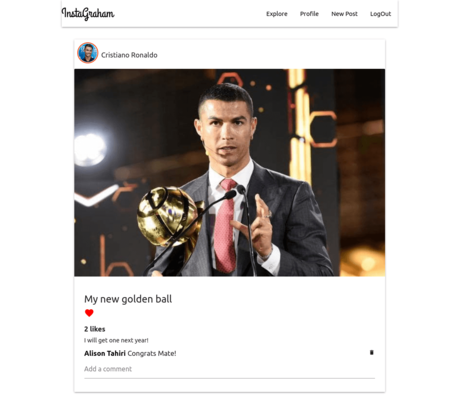 InstaGraham
Explore Profile New Post LogOut
Cristiano Ronaldo
My new golden ball
2 likes
I will get one next year!
Alison Tahiri Congrats Mate!
Add a comment